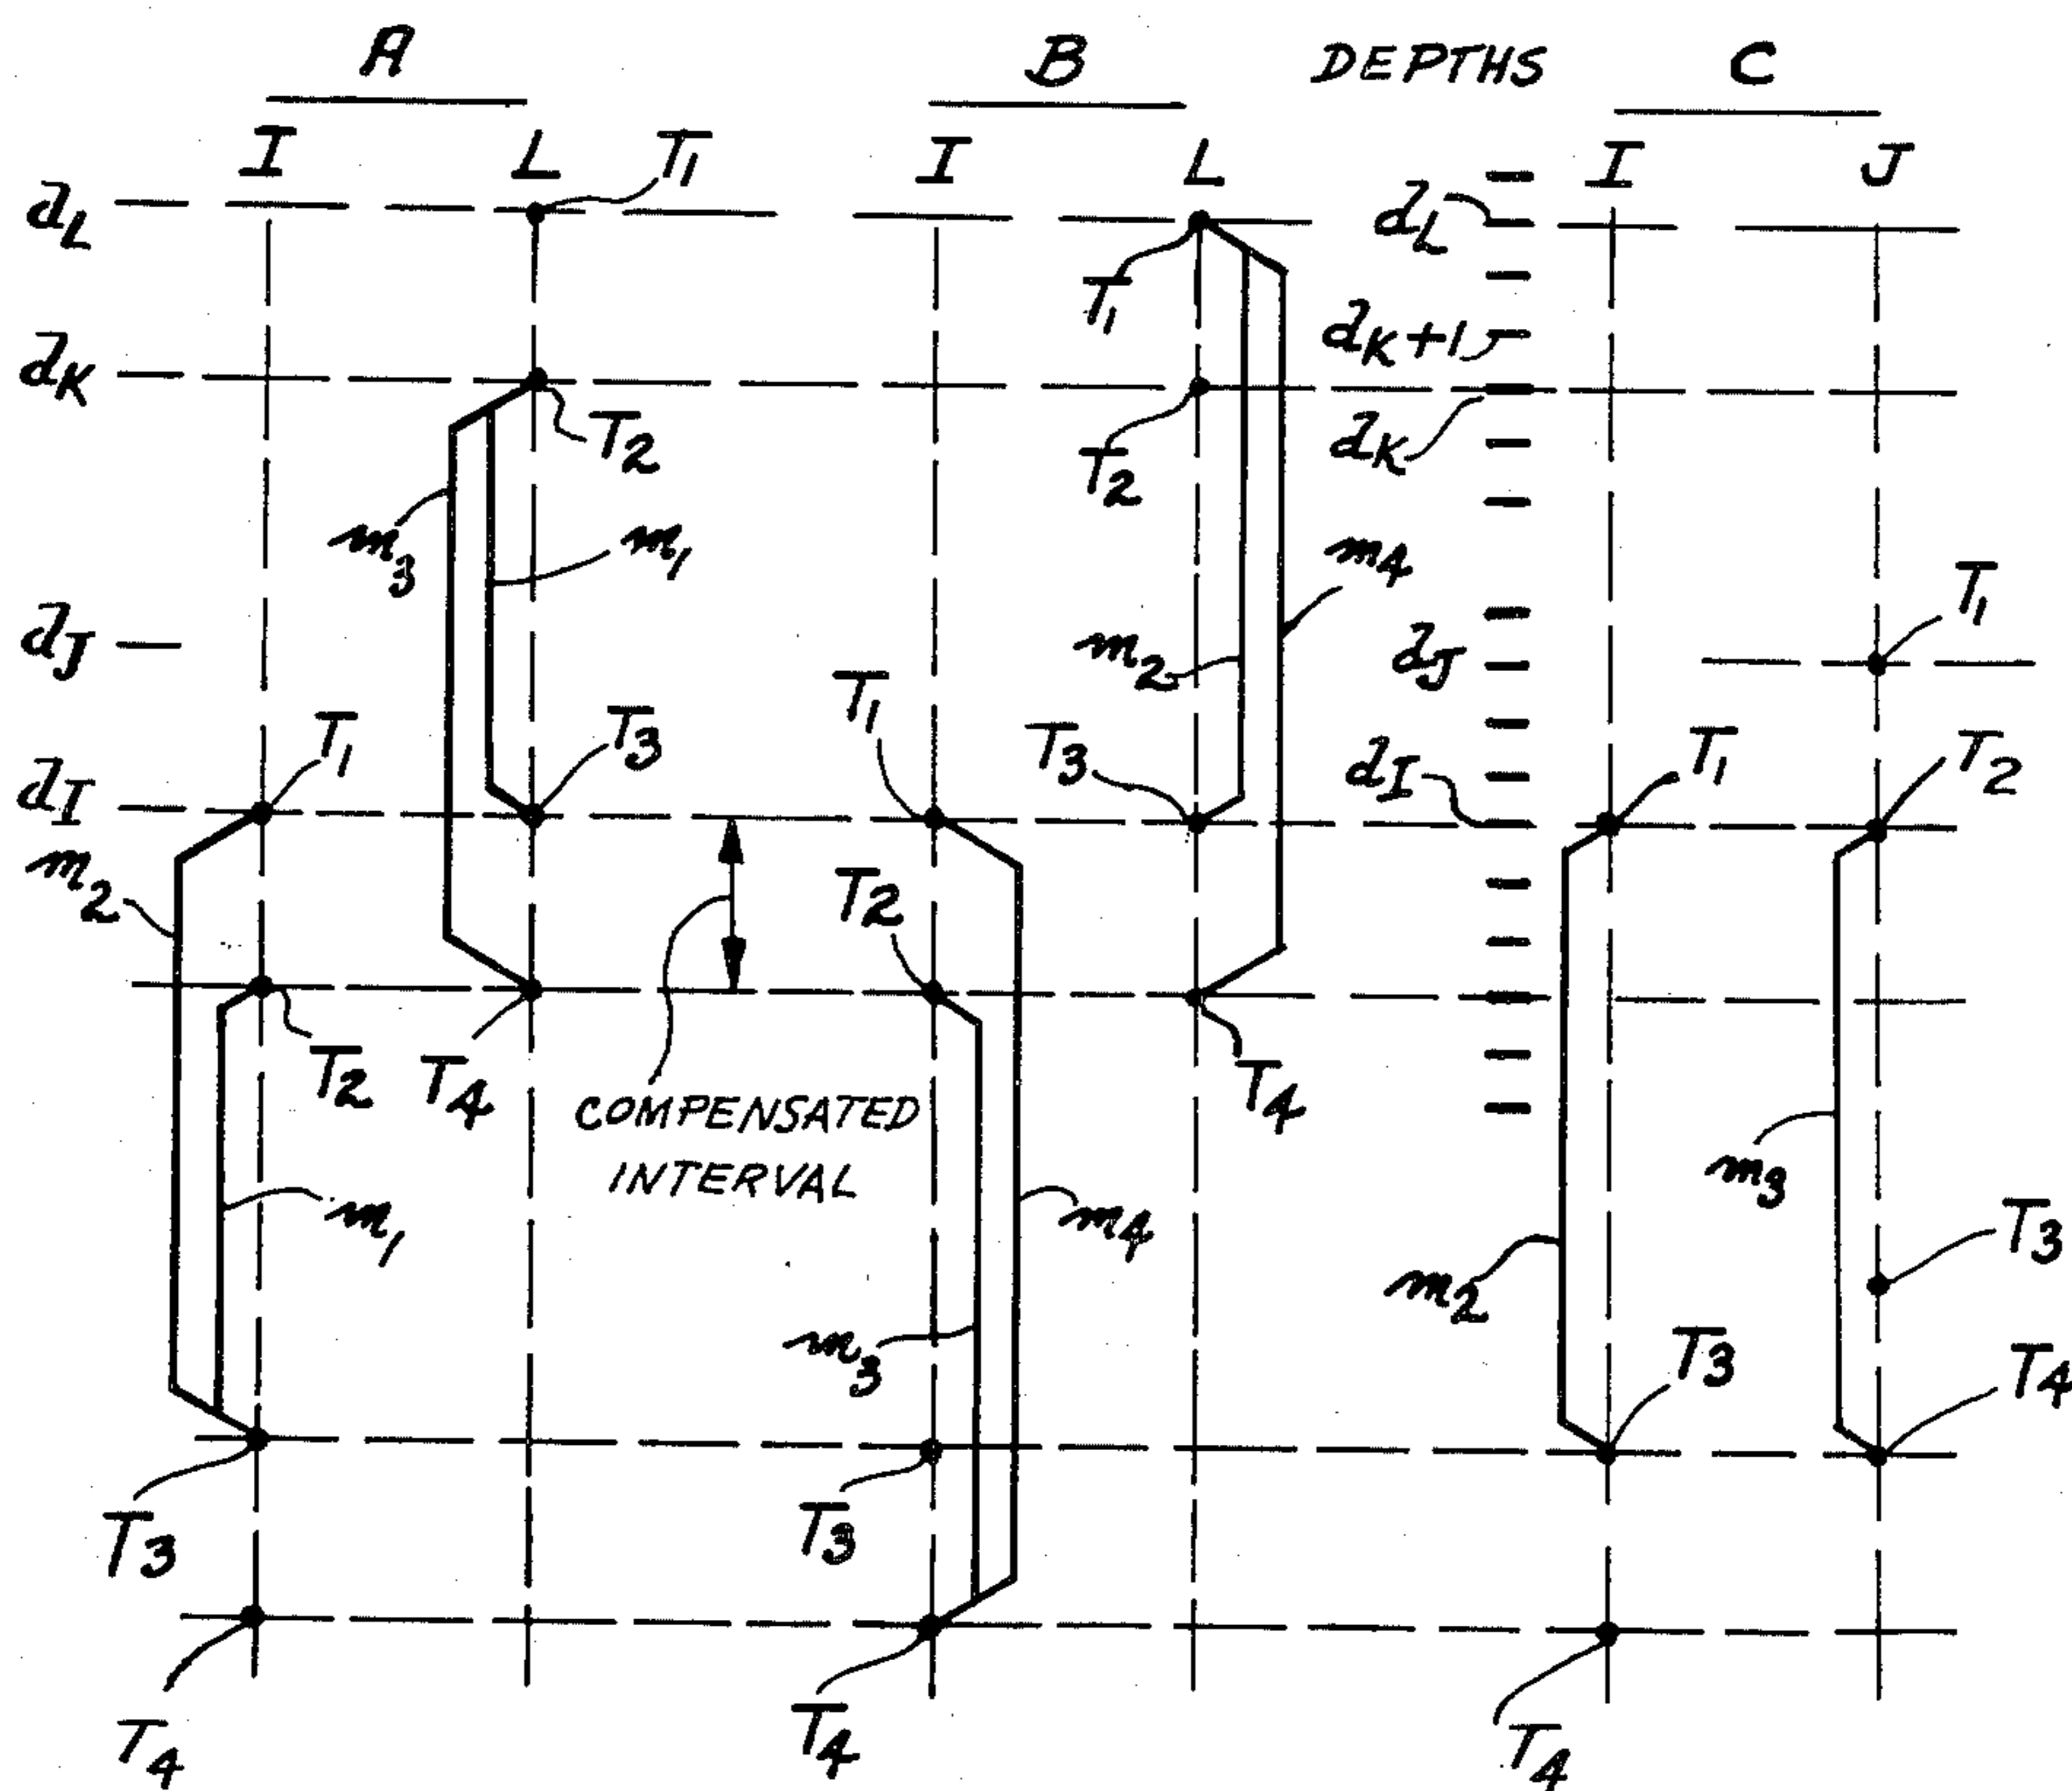 A B DEPTHS C
I L T1 I L I J
dL T1 dL
dK T2 T2 dK+1
dK
m3 m1 m2 m4
dJ dJ T1
T1 T3 T1 T3 T1 T2
dI dI
m2 T2
T2 T4 T4
COMPENSATED
INTERVAL
m1 m4 m3
m3 m2 T3
T3 T3 T3 T4
T4 T4 T4